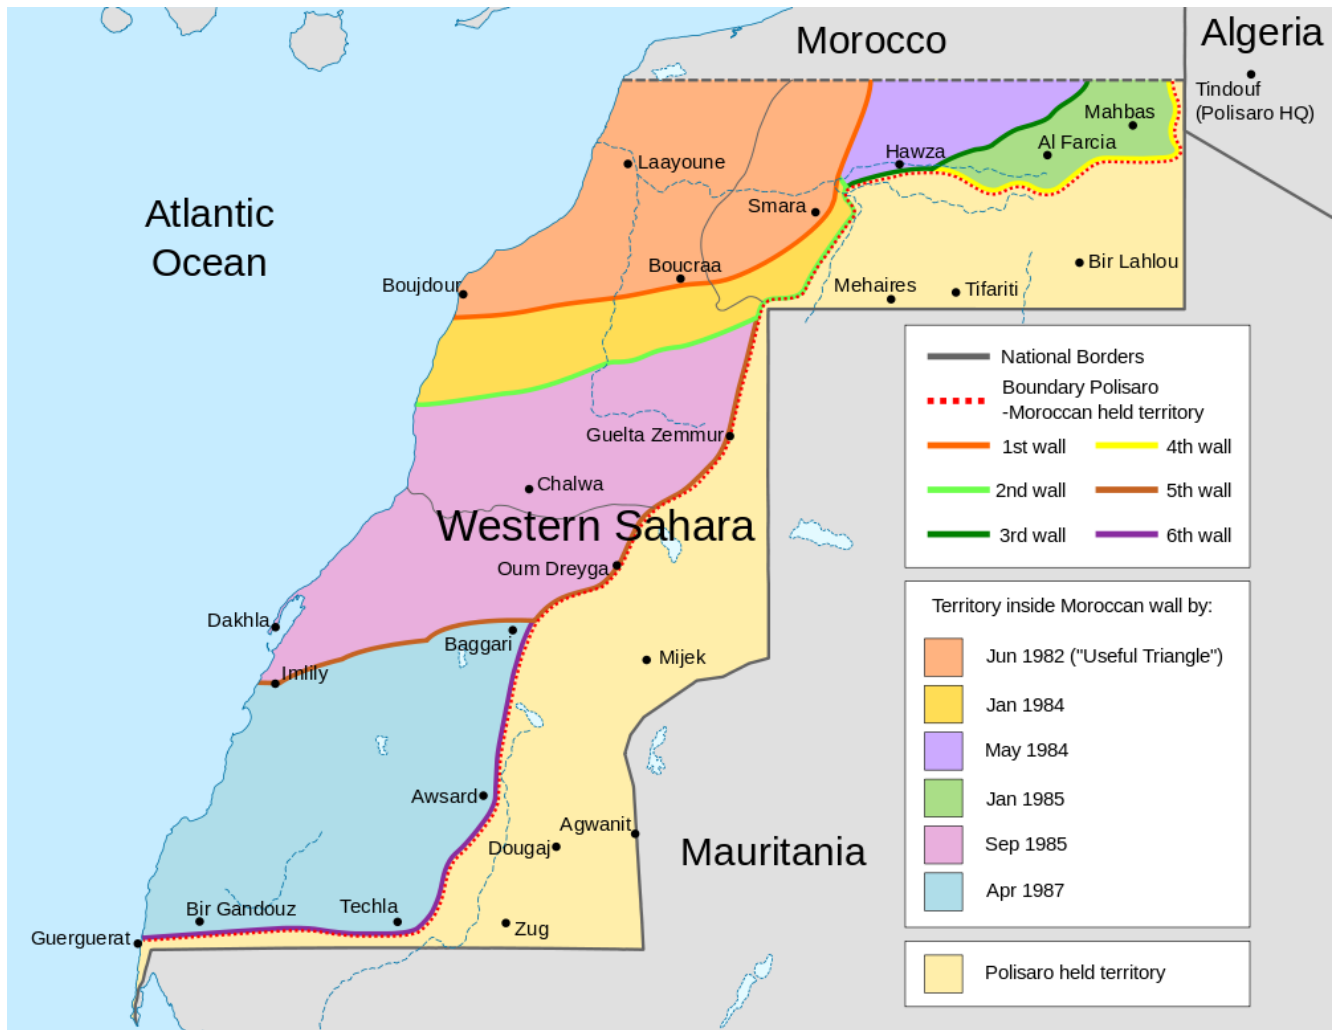 Morocco
Algeria
Tindouf
(Polisaro HQ)
Mahbas
Al Farcia
Hawza
Laayoune
Smara
Atlantic
Ocean
Boucraa
Bir Lahlou
Boujdour
Mehaires
Tifariti
Guelta Zemmur
Chalwa
Western Sahara
Oum Dreyga
Dakhla
Baggari
Mijek
Imlily
Awsard
Agwanit
Dougaj
Mauritania
Bir Gandouz
Techla
Zug
Guerguerat
National Borders
Boundary Polisaro
-Moroccan held territory
1st wall
4th wall
2nd wall
5th wall
3rd wall
6th wall
Territory inside Moroccan wall by:
Jun 1982 ("Useful Triangle")
Jan 1984
May 1984
Jan 1985
Sep 1985
Apr 1987
Polisaro held territory